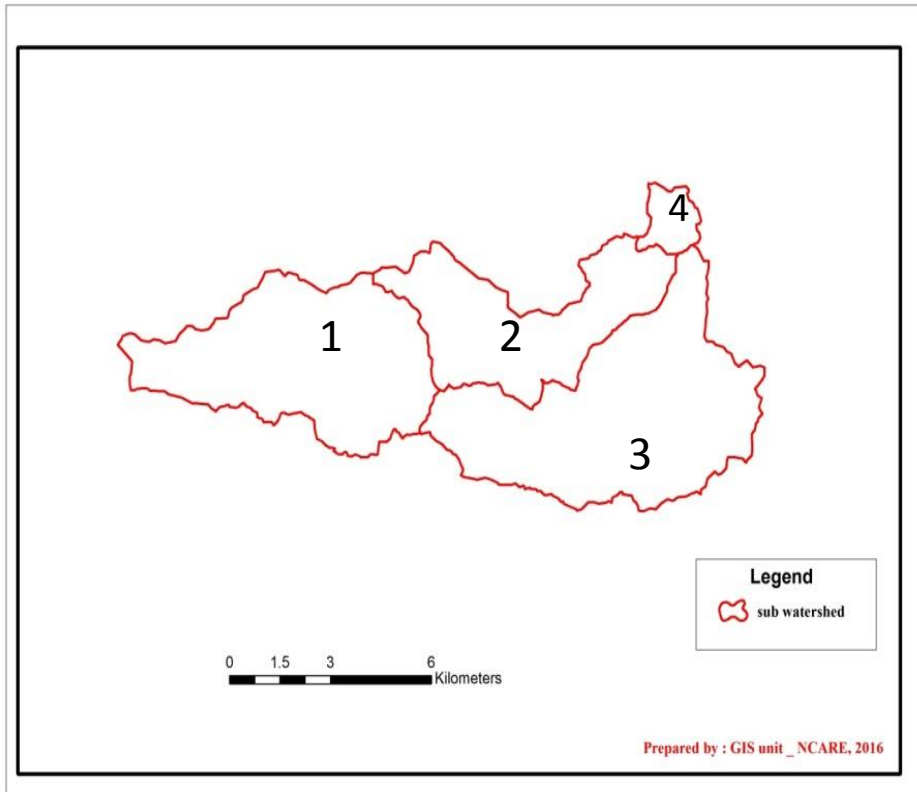 4
1
2
3
Legend
sub watershed
0 1.5 3 6
Kilometers
Prepared by : GIS unit _ NCARE, 2016